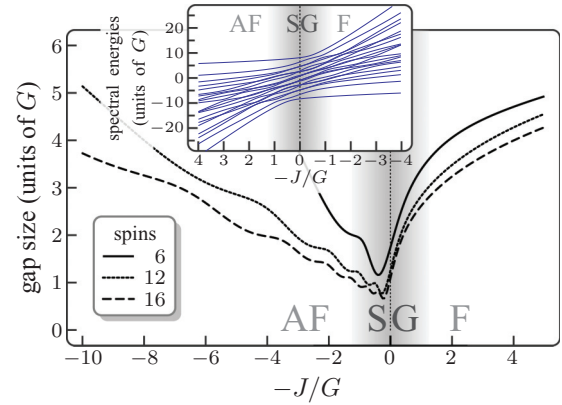 AF SG F
spectral energies
(units of G)
20
10
0
−10
−20
4 3 2 1 0 −1 −2 −3 −4
−J/G
gap size (units of G)
6
5
4
3
2
1
0
spins
6
12
16
AF SG F
−10 −8 −6 −4 −2 0 2 4
−J/G